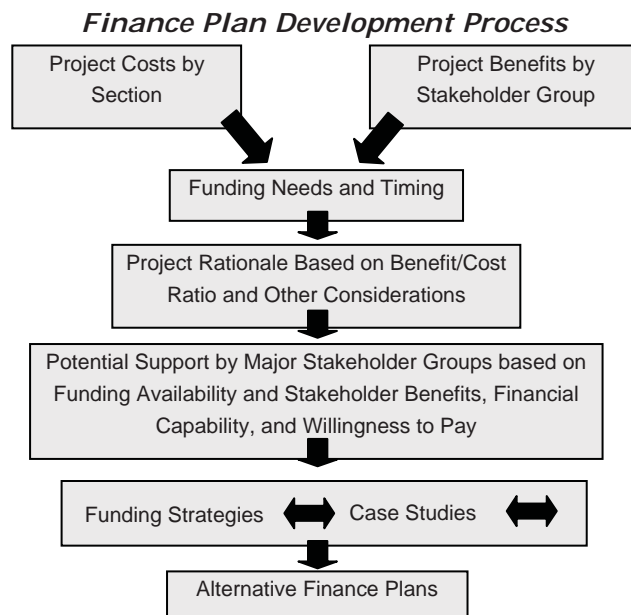 Finance Plan Development Process
Project Costs by
Section
Project Benefits by
Stakeholder Group
Funding Needs and Timing
Project Rationale Based on Benefit/Cost
Ratio and Other Considerations
Potential Support by Major Stakeholder Groups based on
Funding Availability and Stakeholder Benefits, Financial
Capability, and Willingness to Pay
Funding Strategies
Case Studies
Alternative Finance Plans